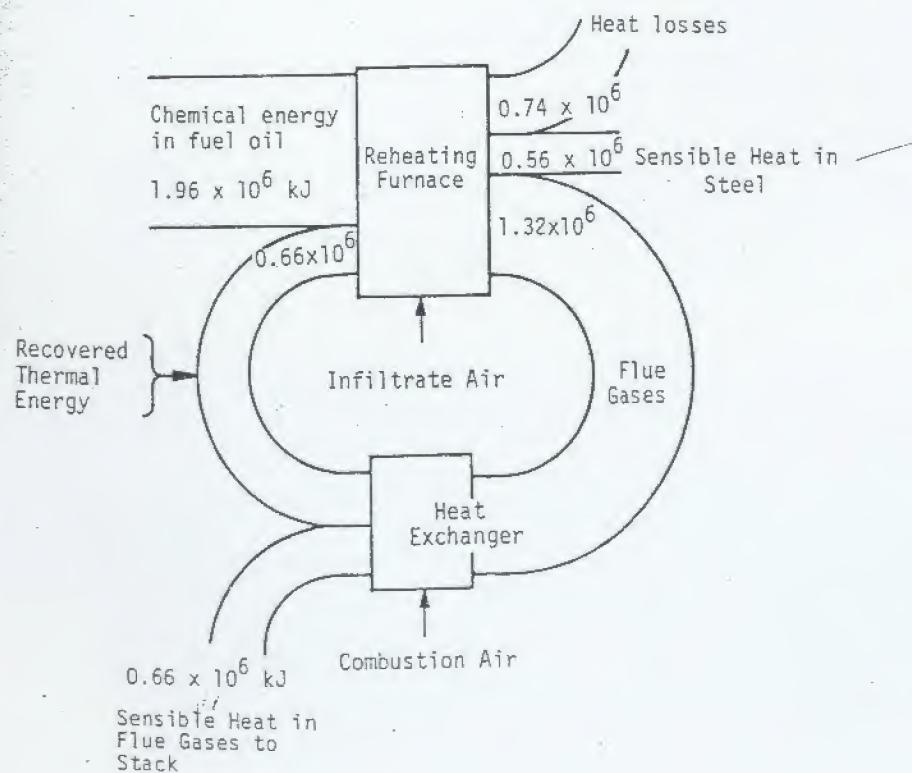 Heat losses
Chemical energy
in fuel oil
1.96 x 10^6 kJ
Reheating
Furnace
0.74 x 10^6
0.56 x 10^6
Sensible Heat in
Steel
1.32x10^6
0.66x10^6
Recovered
Thermal
Energy
Infiltrate Air
Flue
Gases
Heat
Exchanger
Combustion Air
0.66 x 10^6 kJ
Sensible Heat in
Flue Gases to
Stack